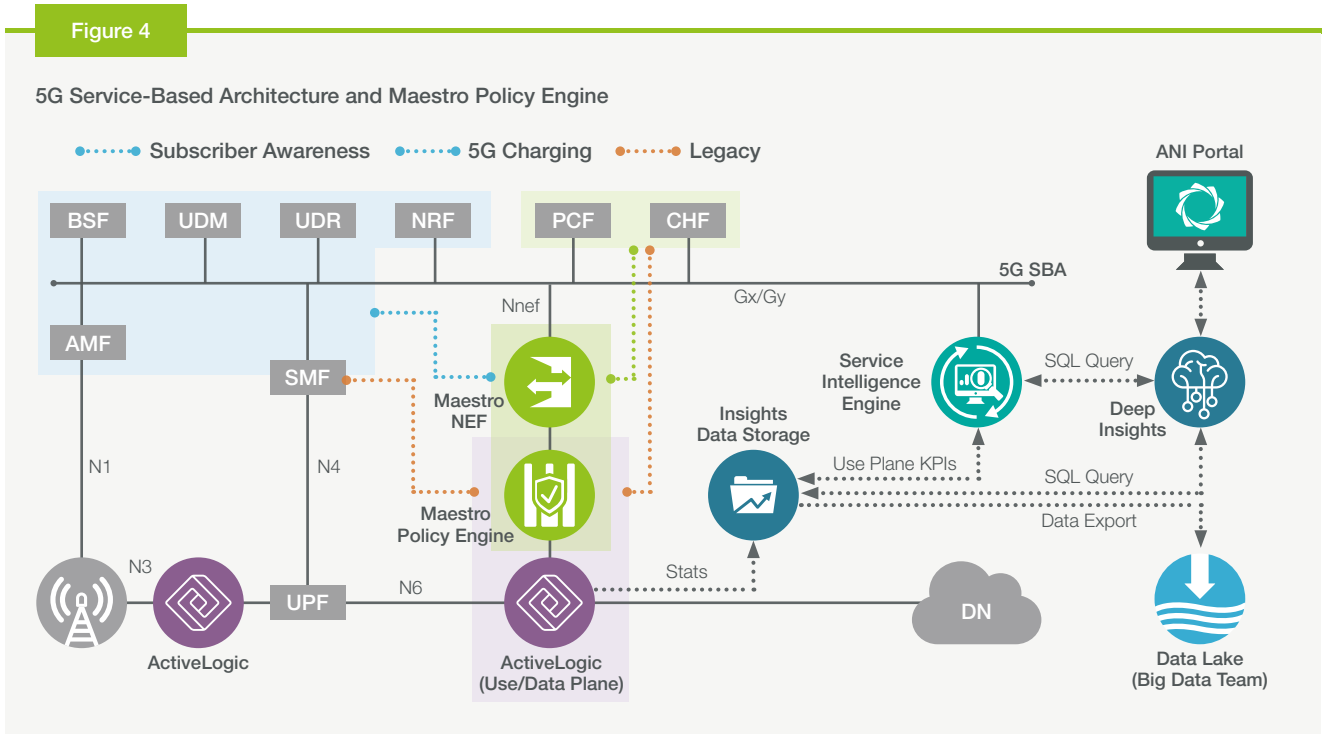 Figure 4
5G Service-Based Architecture and Maestro Policy Engine
Subscriber Awareness
5G Charging
Legacy
ANI Portal
BSF
UDM
UDR
NRF
PCF
CHF
5G SBA
Nnef
Gx/Gy
AMF
SMF
Maestro
NEF
Service
Intelligence
Engine
SQL Query
Deep
Insights
Insights
Data Storage
N1
N4
Use Plane KPIs
SQL Query
Maestro
Policy Engine
Data Export
N3
Stats
N6
UPF
DN
ActiveLogic
ActiveLogic
(Use/Data Plane)
Data Lake
(Big Data Team)